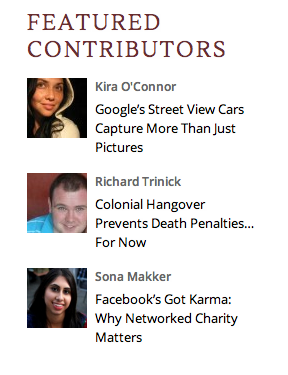 FEATURED
CONTRIBUTORS
Kira O'Connor
Google’s Street View Cars
Capture More Than Just
Pictures
Richard Trinick
Colonial Hangover
Prevents Death Penalties...
For Now
Sona Makker
Facebook’s Got Karma:
Why Networked Charity
Matters